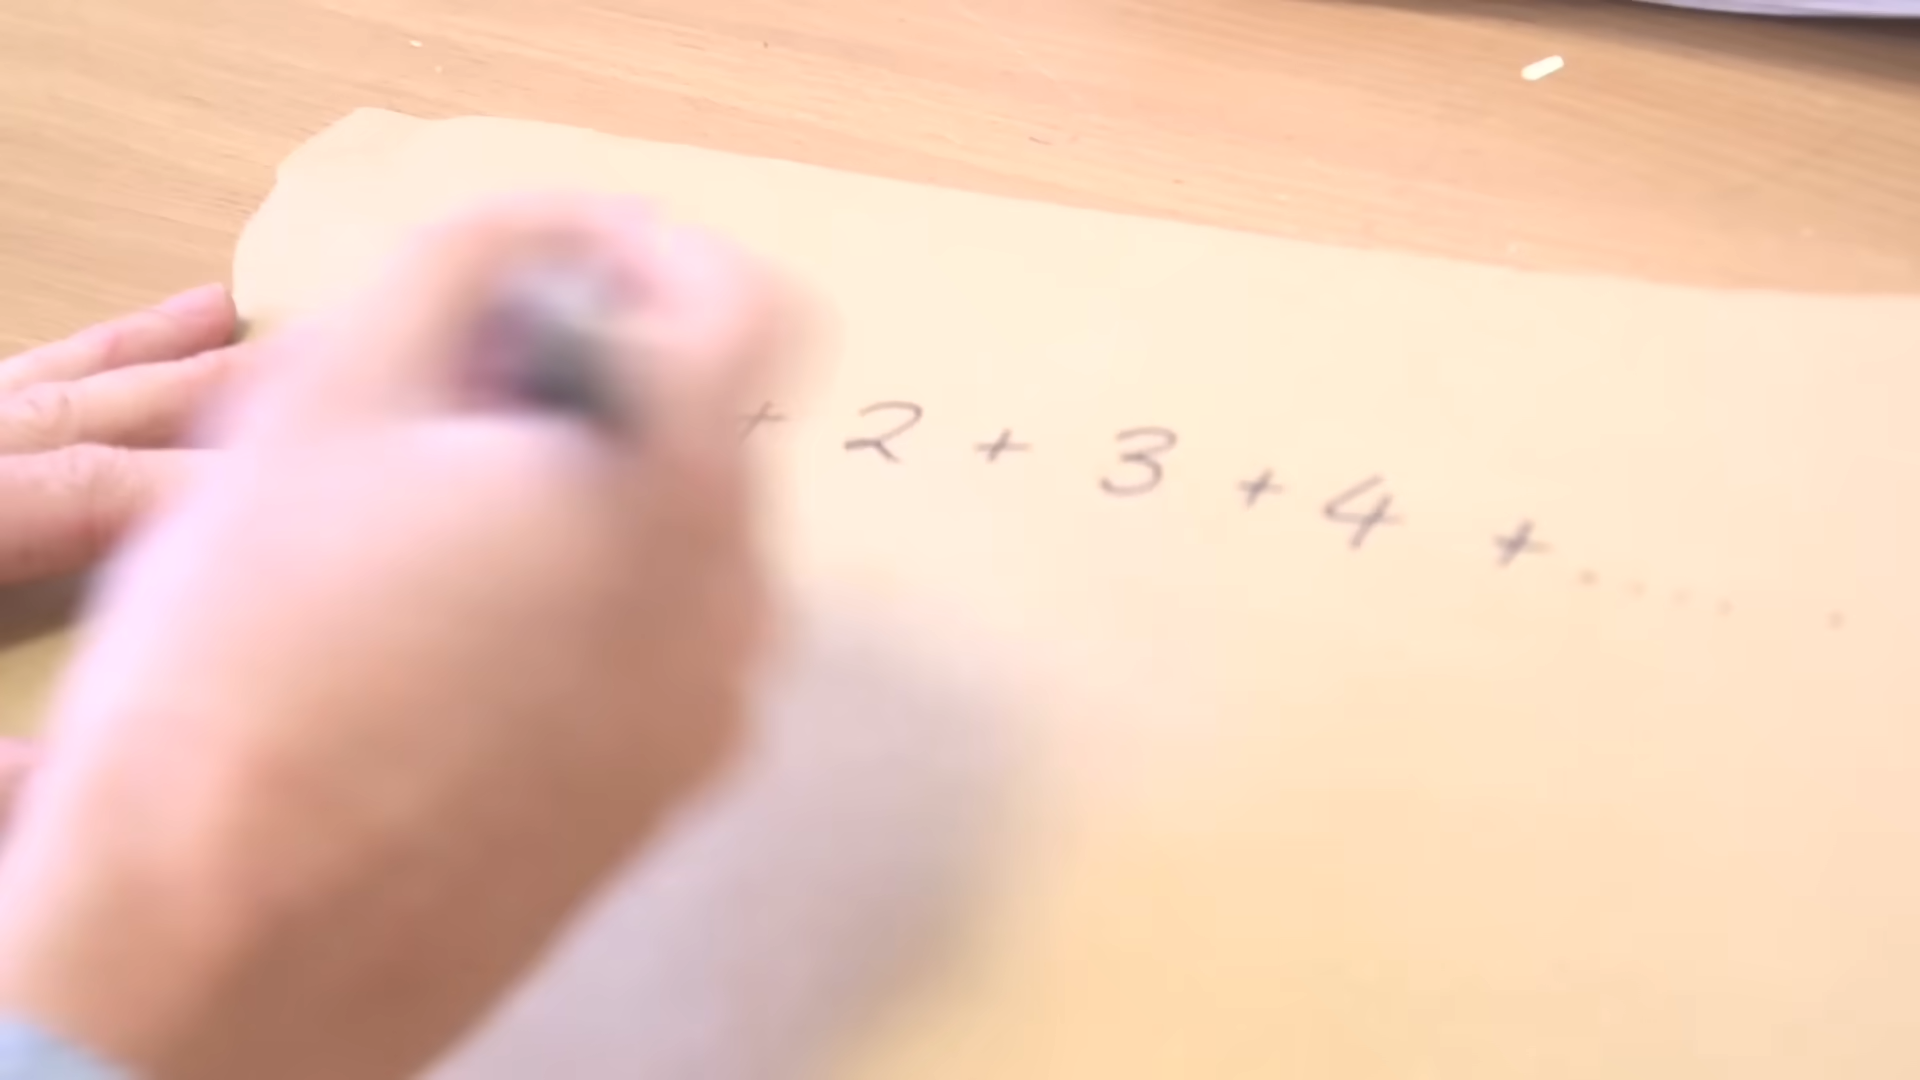 + 2 + 3 + 4 + .....